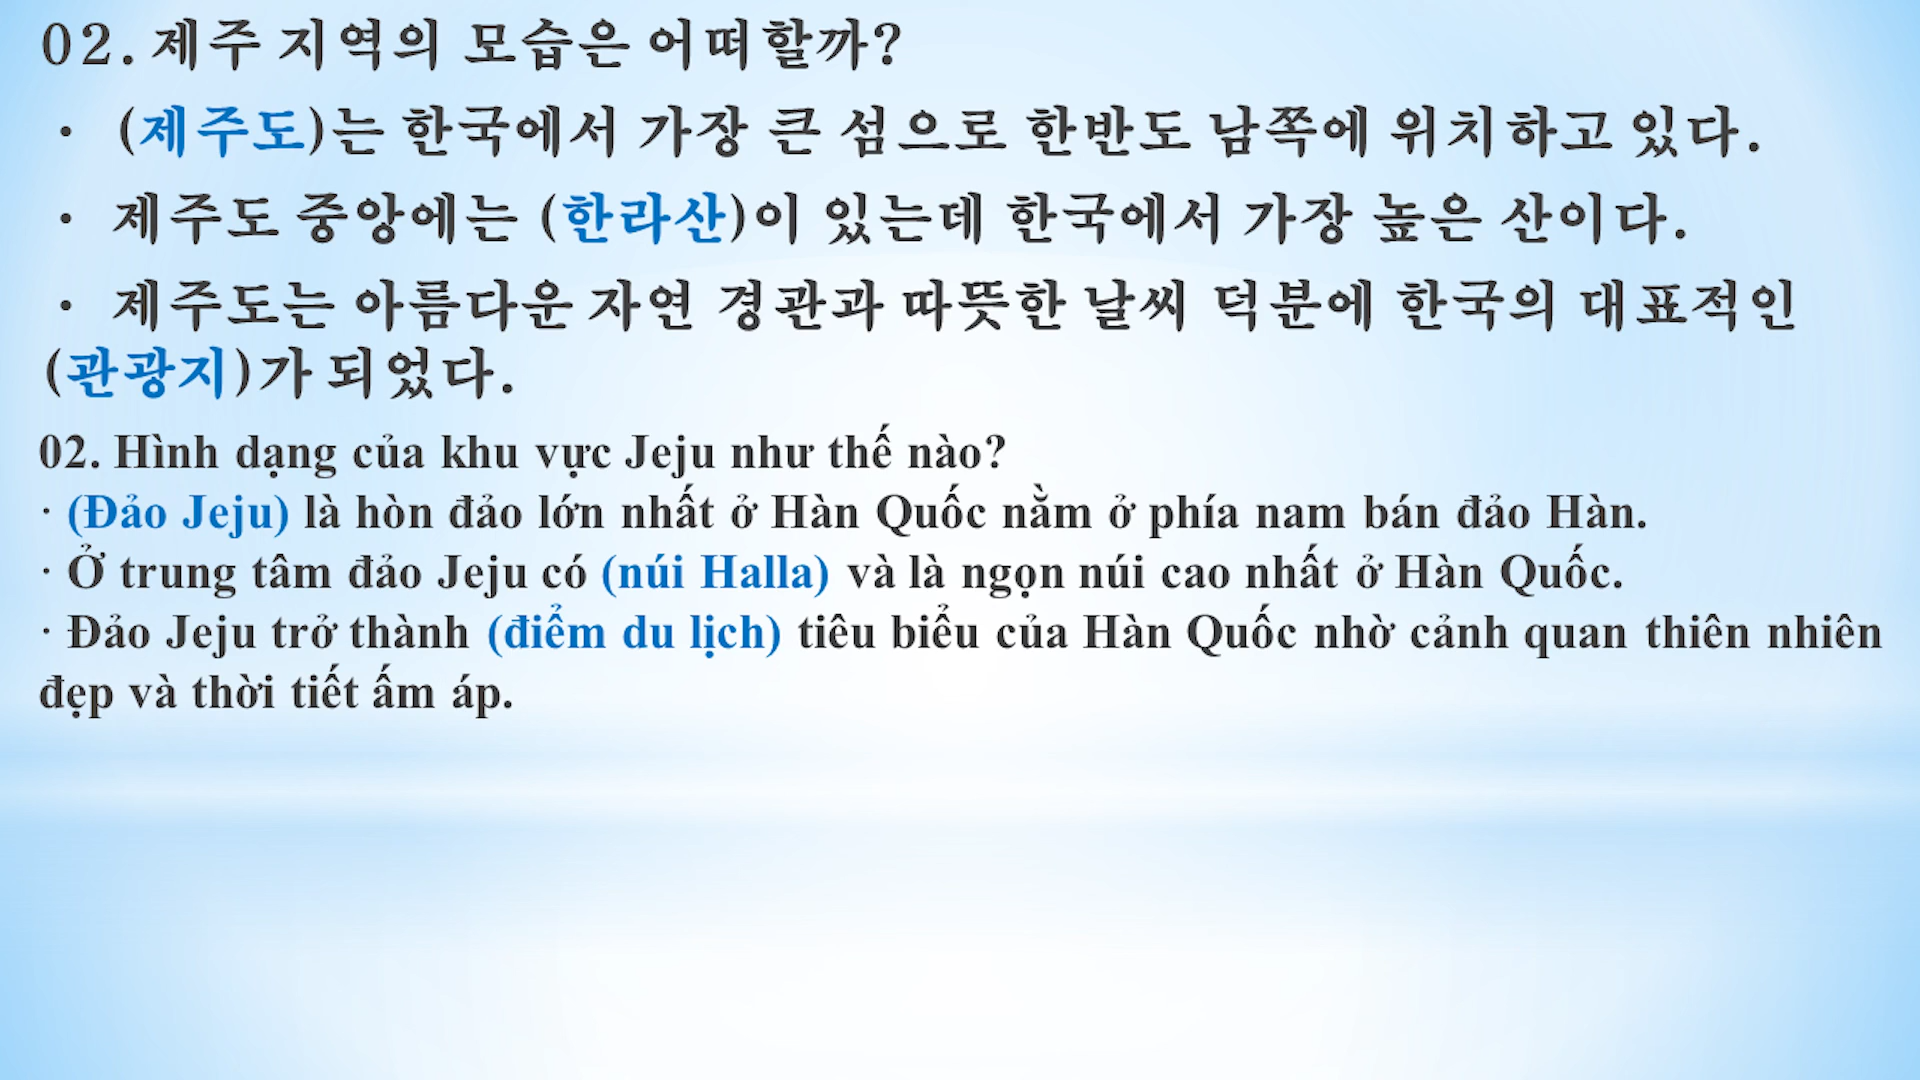 02. 제주 지역의 모습은 어떠할까?
· (제주도)는 한국에서 가장 큰 섬으로 한반도 남쪽에 위치하고 있다.
· 제주도 중앙에는 (한라산)이 있는데 한국에서 가장 높은 산이다.
· 제주도는 아름다운 자연 경관과 따뜻한 날씨 덕분에 한국의 대표적인
(관광지)가 되었다.
02. Hình dạng của khu vực Jeju như thế nào?
· (Đảo Jeju) là hòn đảo lớn nhất ở Hàn Quốc nằm ở phía nam bán đảo Hàn.
· Ở trung tâm đảo Jeju có (núi Halla) và là ngọn núi cao nhất ở Hàn Quốc.
· Đảo Jeju trở thành (điểm du lịch) tiêu biểu của Hàn Quốc nhờ cảnh quan thiên nhiên
đẹp và thời tiết ấm áp.